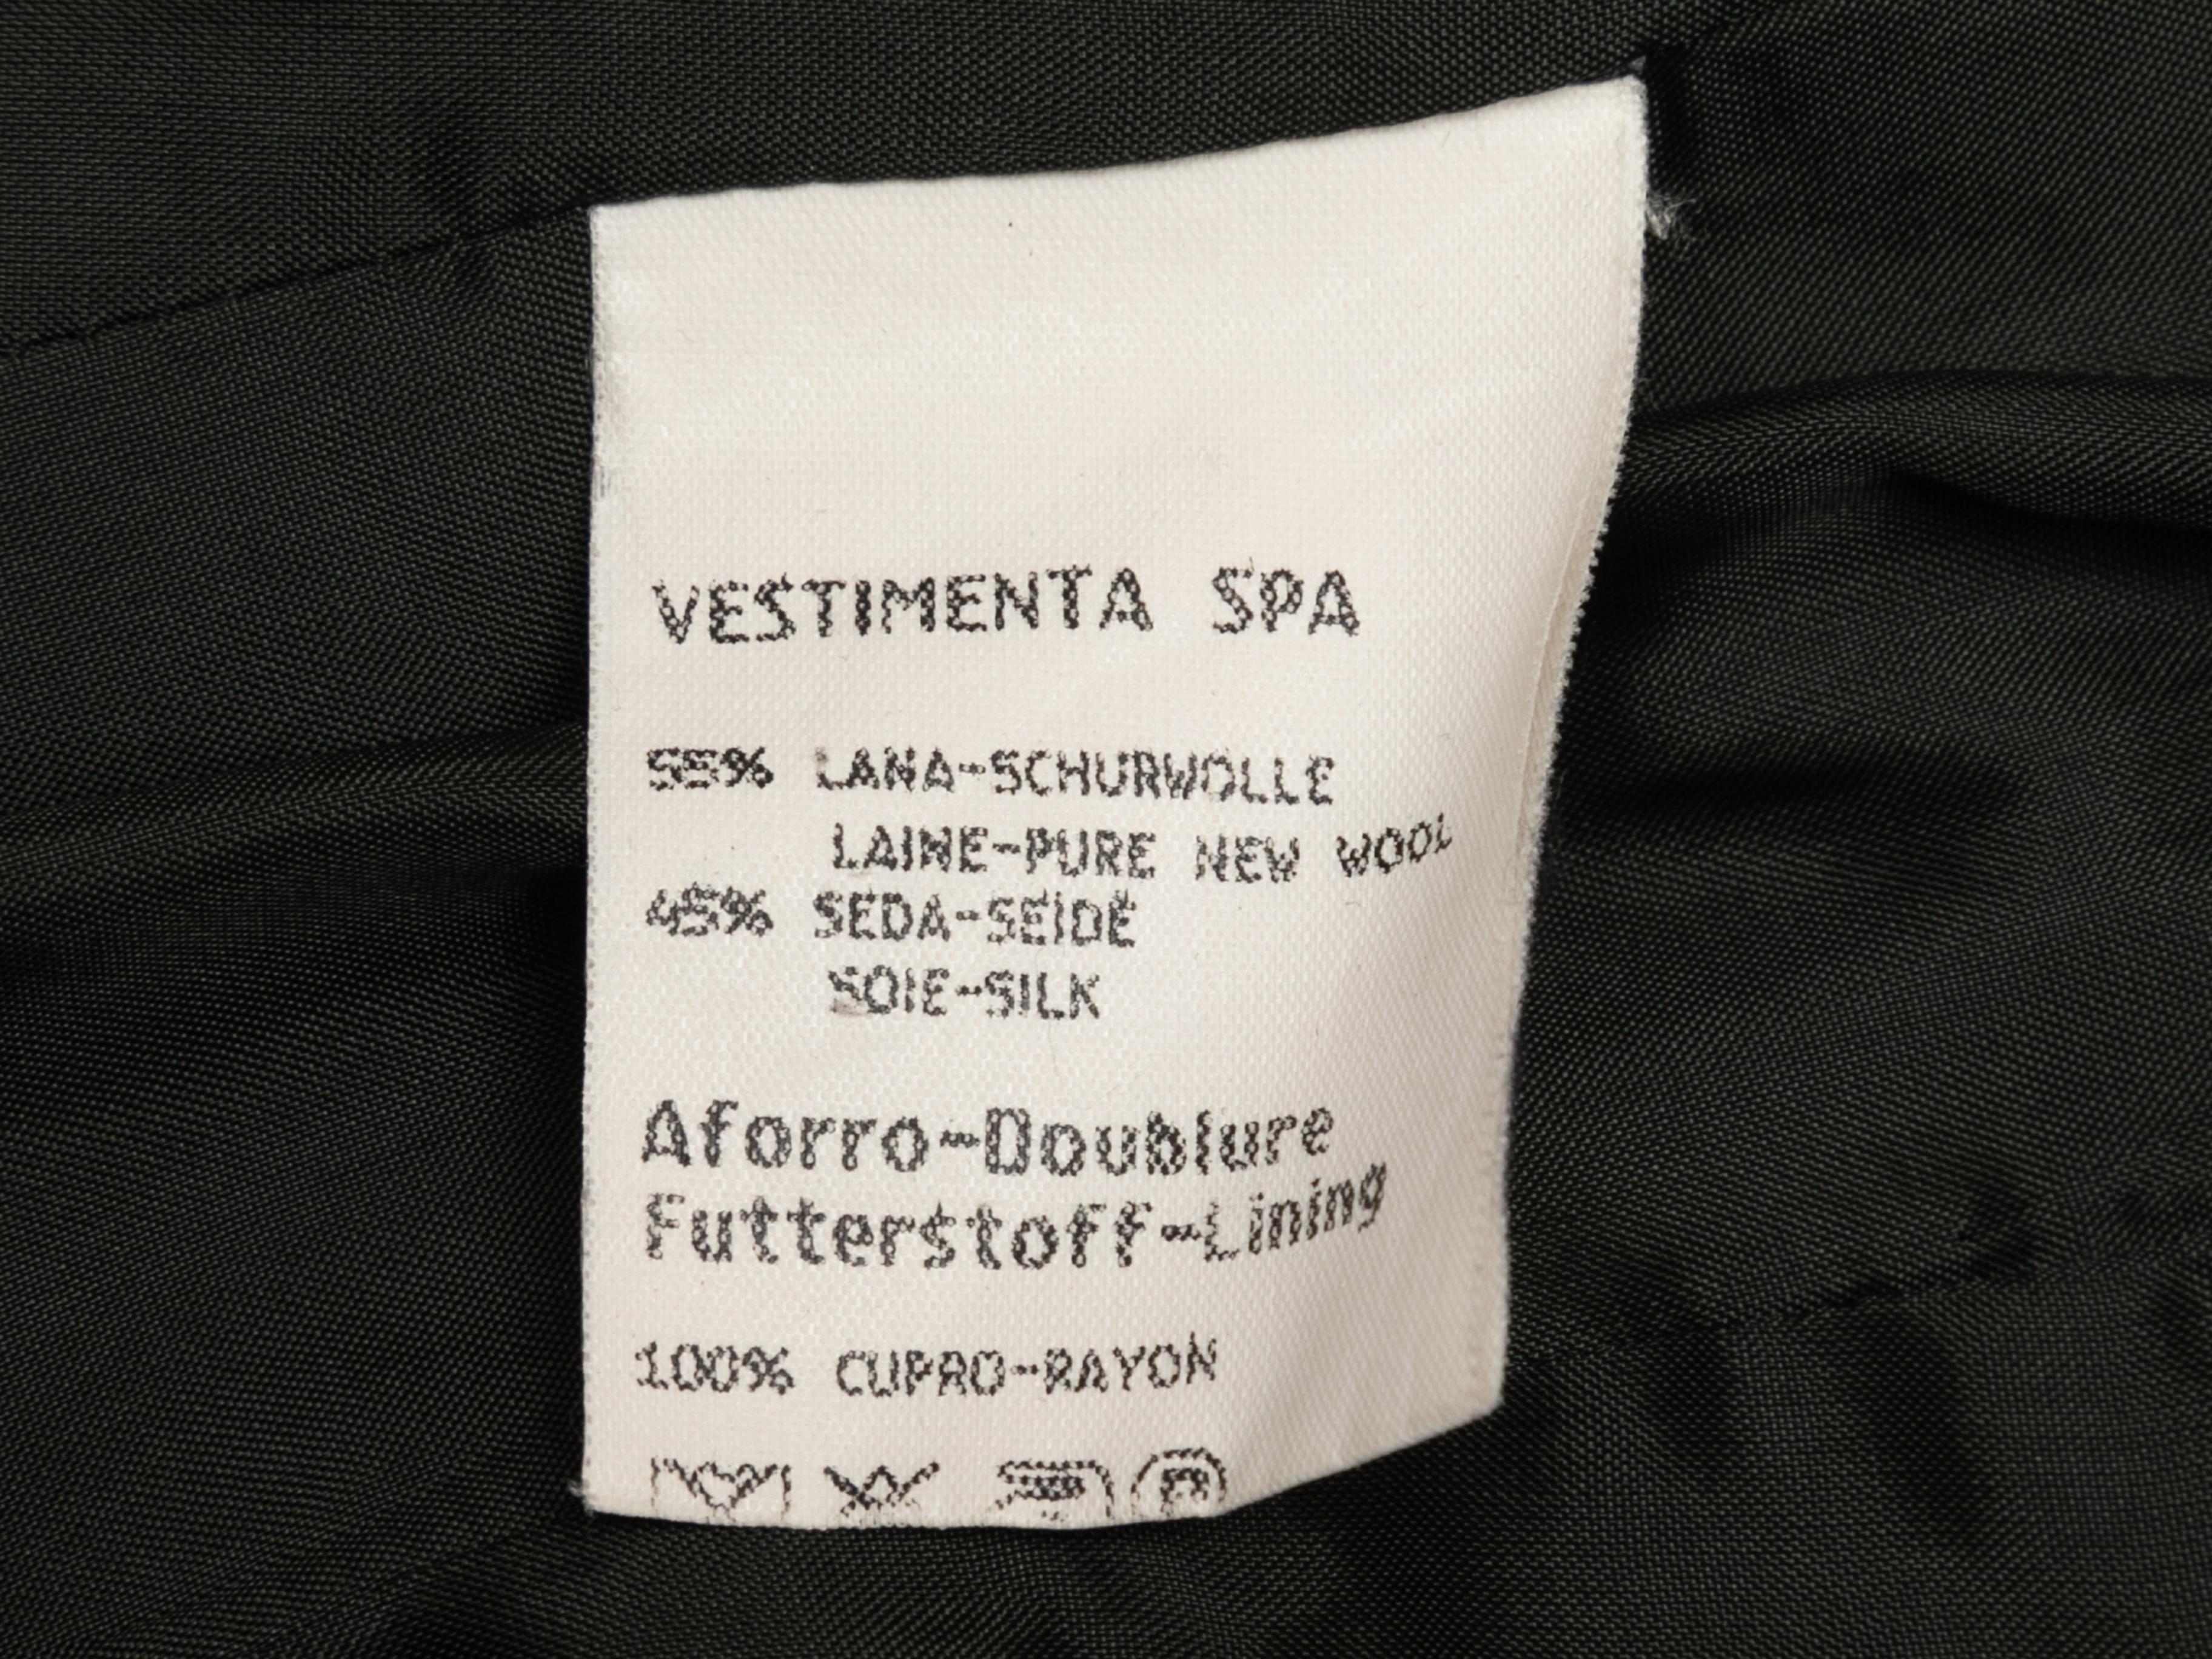 VESTIMENTA SPA
55% LANA-SCHURWOLLE
LAINE-PURE NEW WOOL
45% SEDA-SEIDE
SOIE-SILK
Aforro-Doublure
Futterstoff-Lining
100% CUPRO-RAYON